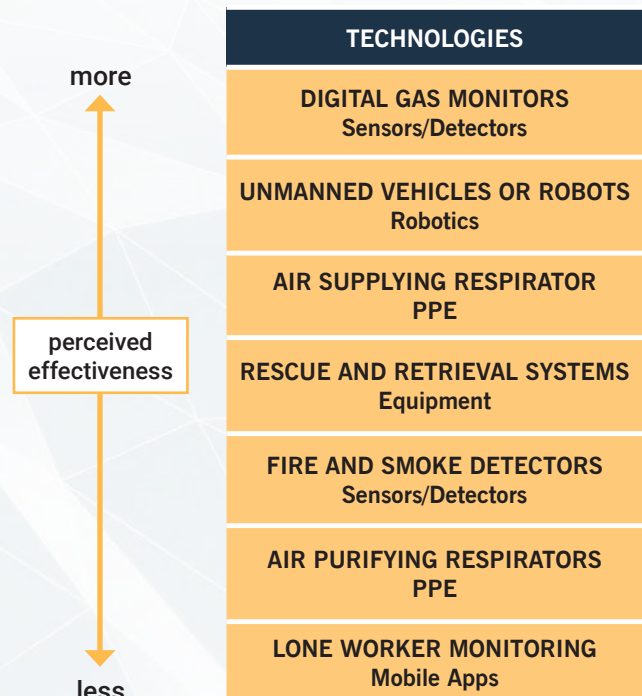 TECHNOLOGIES
more
DIGITAL GAS MONITORS
Sensors/Detectors
UNMANNED VEHICLES OR ROBOTS
Robotics
AIR SUPPLYING RESPIRATOR
PPE
perceived
effectiveness
RESCUE AND RETRIEVAL SYSTEMS
Equipment
FIRE AND SMOKE DETECTORS
Sensors/Detectors
AIR PURIFYING RESPIRATORS
PPE
LONE WORKER MONITORING
Mobile Apps
less